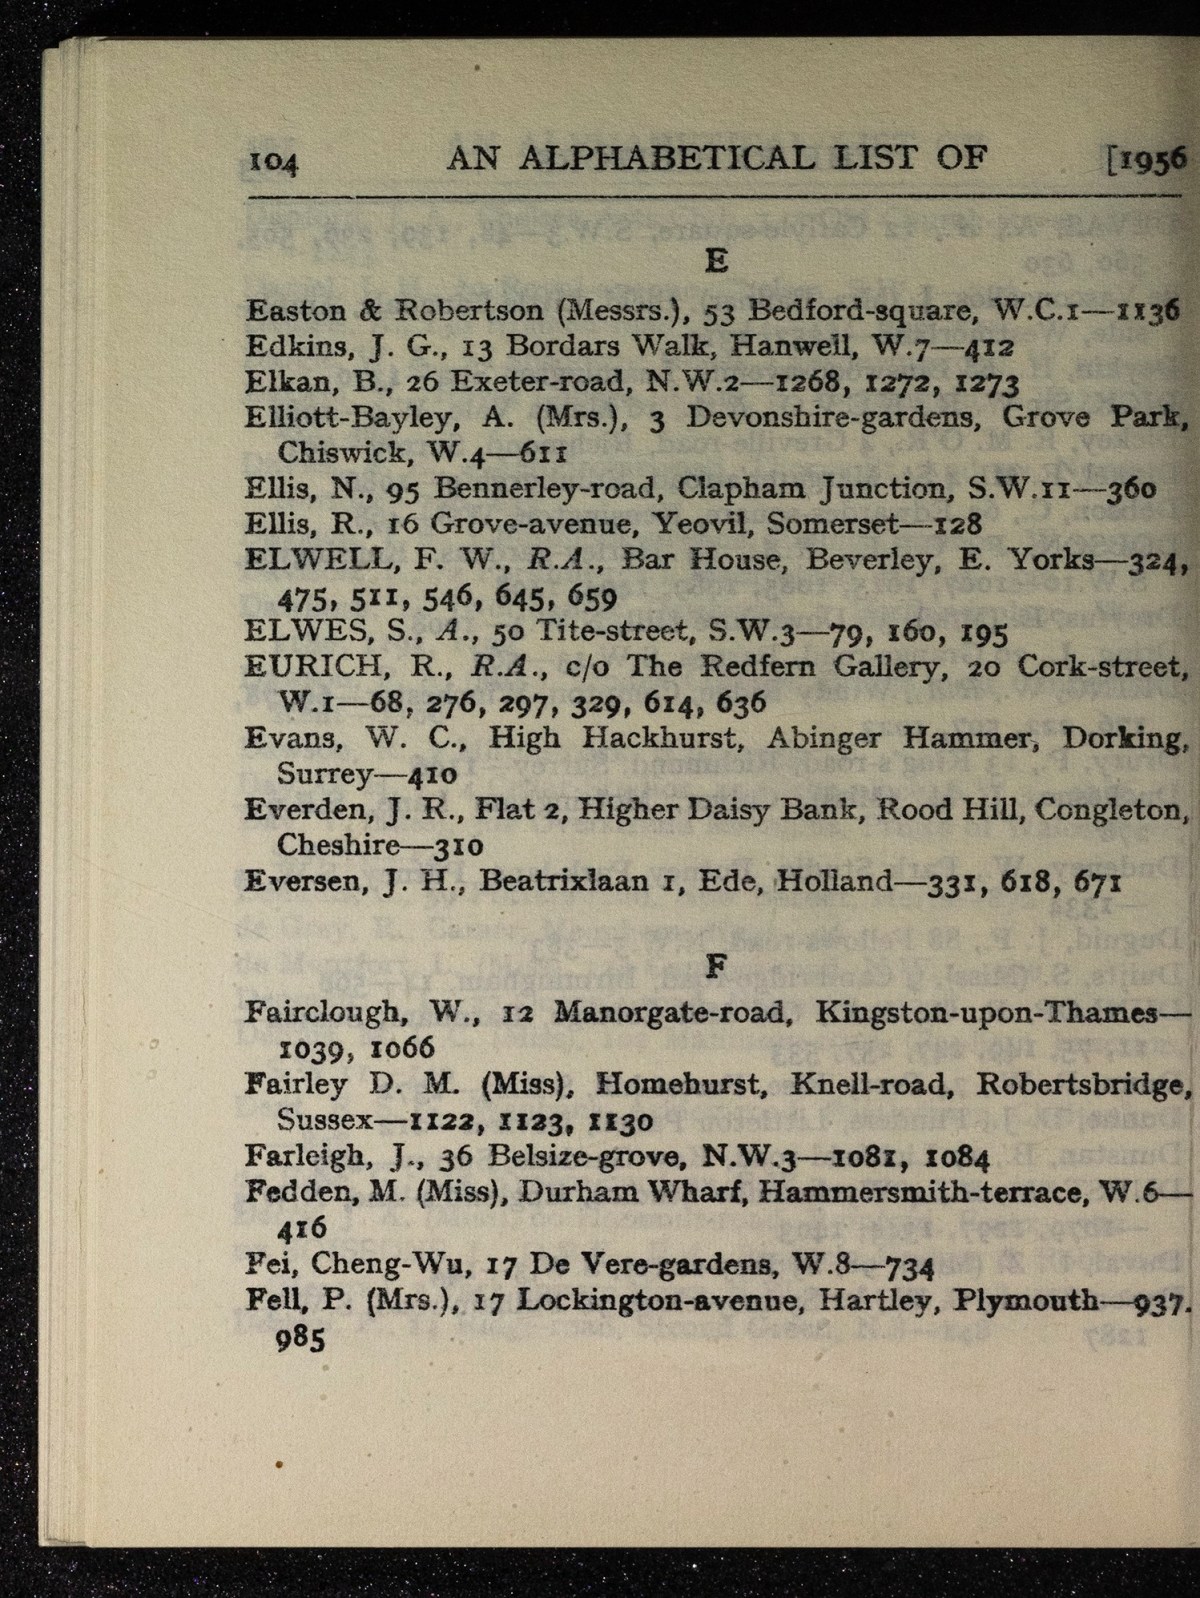 104 AN ALPHABETICAL LIST OF [1956
E
Easton & Robertson (Messrs.), 53 Bedford-square, W.C.1—1136
Edkins, J. G., 13 Bordars Walk, Hanwell, W.7—412
Elkan, B., 26 Exeter-road, N.W.2—1268, 1272, 1273
Elliott-Bayley, A. (Mrs.), 3 Devonshire-gardens, Grove Park,
Chiswick, W.4—611
Ellis, N., 95 Bennerley-road, Clapham Junction, S.W.11—360
Ellis, R., 16 Grove-avenue, Yeovil, Somerset—128
ELWELL, F. W., R.A., Bar House, Beverley, E. Yorks—324,
475, 511, 546, 645, 659
ELWES, S., A., 50 Tite-street, S.W.3—79, 160, 195
EURICH, R., R.A., c/o The Redfern Gallery, 20 Cork-street,
W.1—68, 276, 297, 329, 614, 636
Evans, W. C., High Hackhurst, Abinger Hammer, Dorking,
Surrey—410
Everden, J. R., Flat 2, Higher Daisy Bank, Rood Hill, Congleton,
Cheshire—310
Eversen, J. H., Beatrixlaan 1, Ede, Holland—331, 618, 671
F
Fairclough, W., 12 Manorgate-road, Kingston-upon-Thames—
1039, 1066
Fairley D. M. (Miss), Homehurst, Knell-road, Robertsbridge,
Sussex—1122, 1123, 1130
Farleigh, J., 36 Belsize-grove, N.W.3—1081, 1084
Fedden, M. (Miss), Durham Wharf, Hammersmith-terrace, W.6—
416
Fei, Cheng-Wu, 17 De Vere-gardens, W.8—734
Fell, P. (Mrs.), 17 Lockington-avenue, Hartley, Plymouth—937.
985